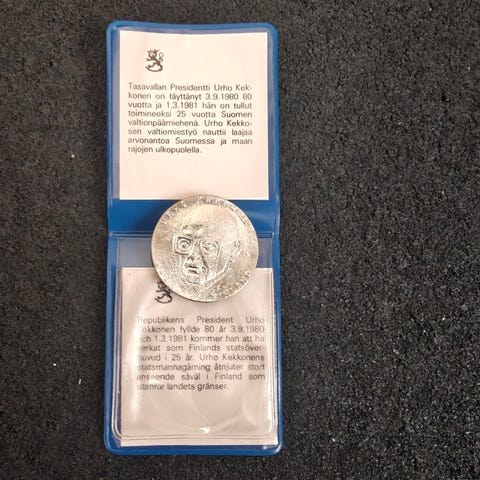 Tasavallan Presidentti Urho Kek-
konen on täyttänyt 3.9.1980 80
vuotta ja 1.3.1981 hän on tullut
toimineeksi 25 vuotta Suomen
valtionpäämiehenä. Urho Kekko-
sen valtiomiestyö nauttii laajaa
arvonantoa Suomessa ja maan
rajojen ulkopuolella.
URHO KEKKONEN
Republikens President Urho
Kekkonen fyllde 80 år 3.9.1980
och 1.3.1981 kommer han att ha
verkat som Finlands statsöver-
huvud i 25 år. Urho Kekkonens
statsmannagärning åtnjuter stort
anseende såväl i Finland som
utanför landets gränser.